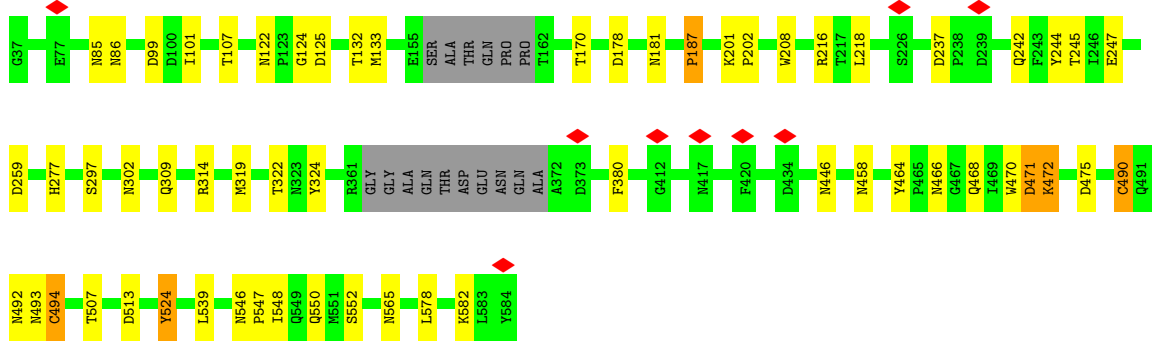 G37 E77 N85 N86 D99 D100 I101 T107 N122 P123 G124 D125 T132 M133 E155 SER ALA THR GLN PRO PRO T162 T170 D178 N181 P187 K201 P202 W208 R216 T217 L218 S226 D237 P238 D239 Q242 F243 Y244 T245 I246 E247
D259 H277 S297 N302 Q309 R314 M319 T322 N323 Y324 R361 GLY GLY ALA GLN THR ASP GLU ASN GLN ALA A372 D373 F380 G412 N417 F420 D434 N446 N458 Y464 P465 N466 G467 Q468 I469 W470 D471 K472 D475 C490 Q491
N492 N493 C494 T507 D513 Y524 L539 N546 P547 I548 Q549 Q550 M551 S552 N565 L578 K582 L583 Y584